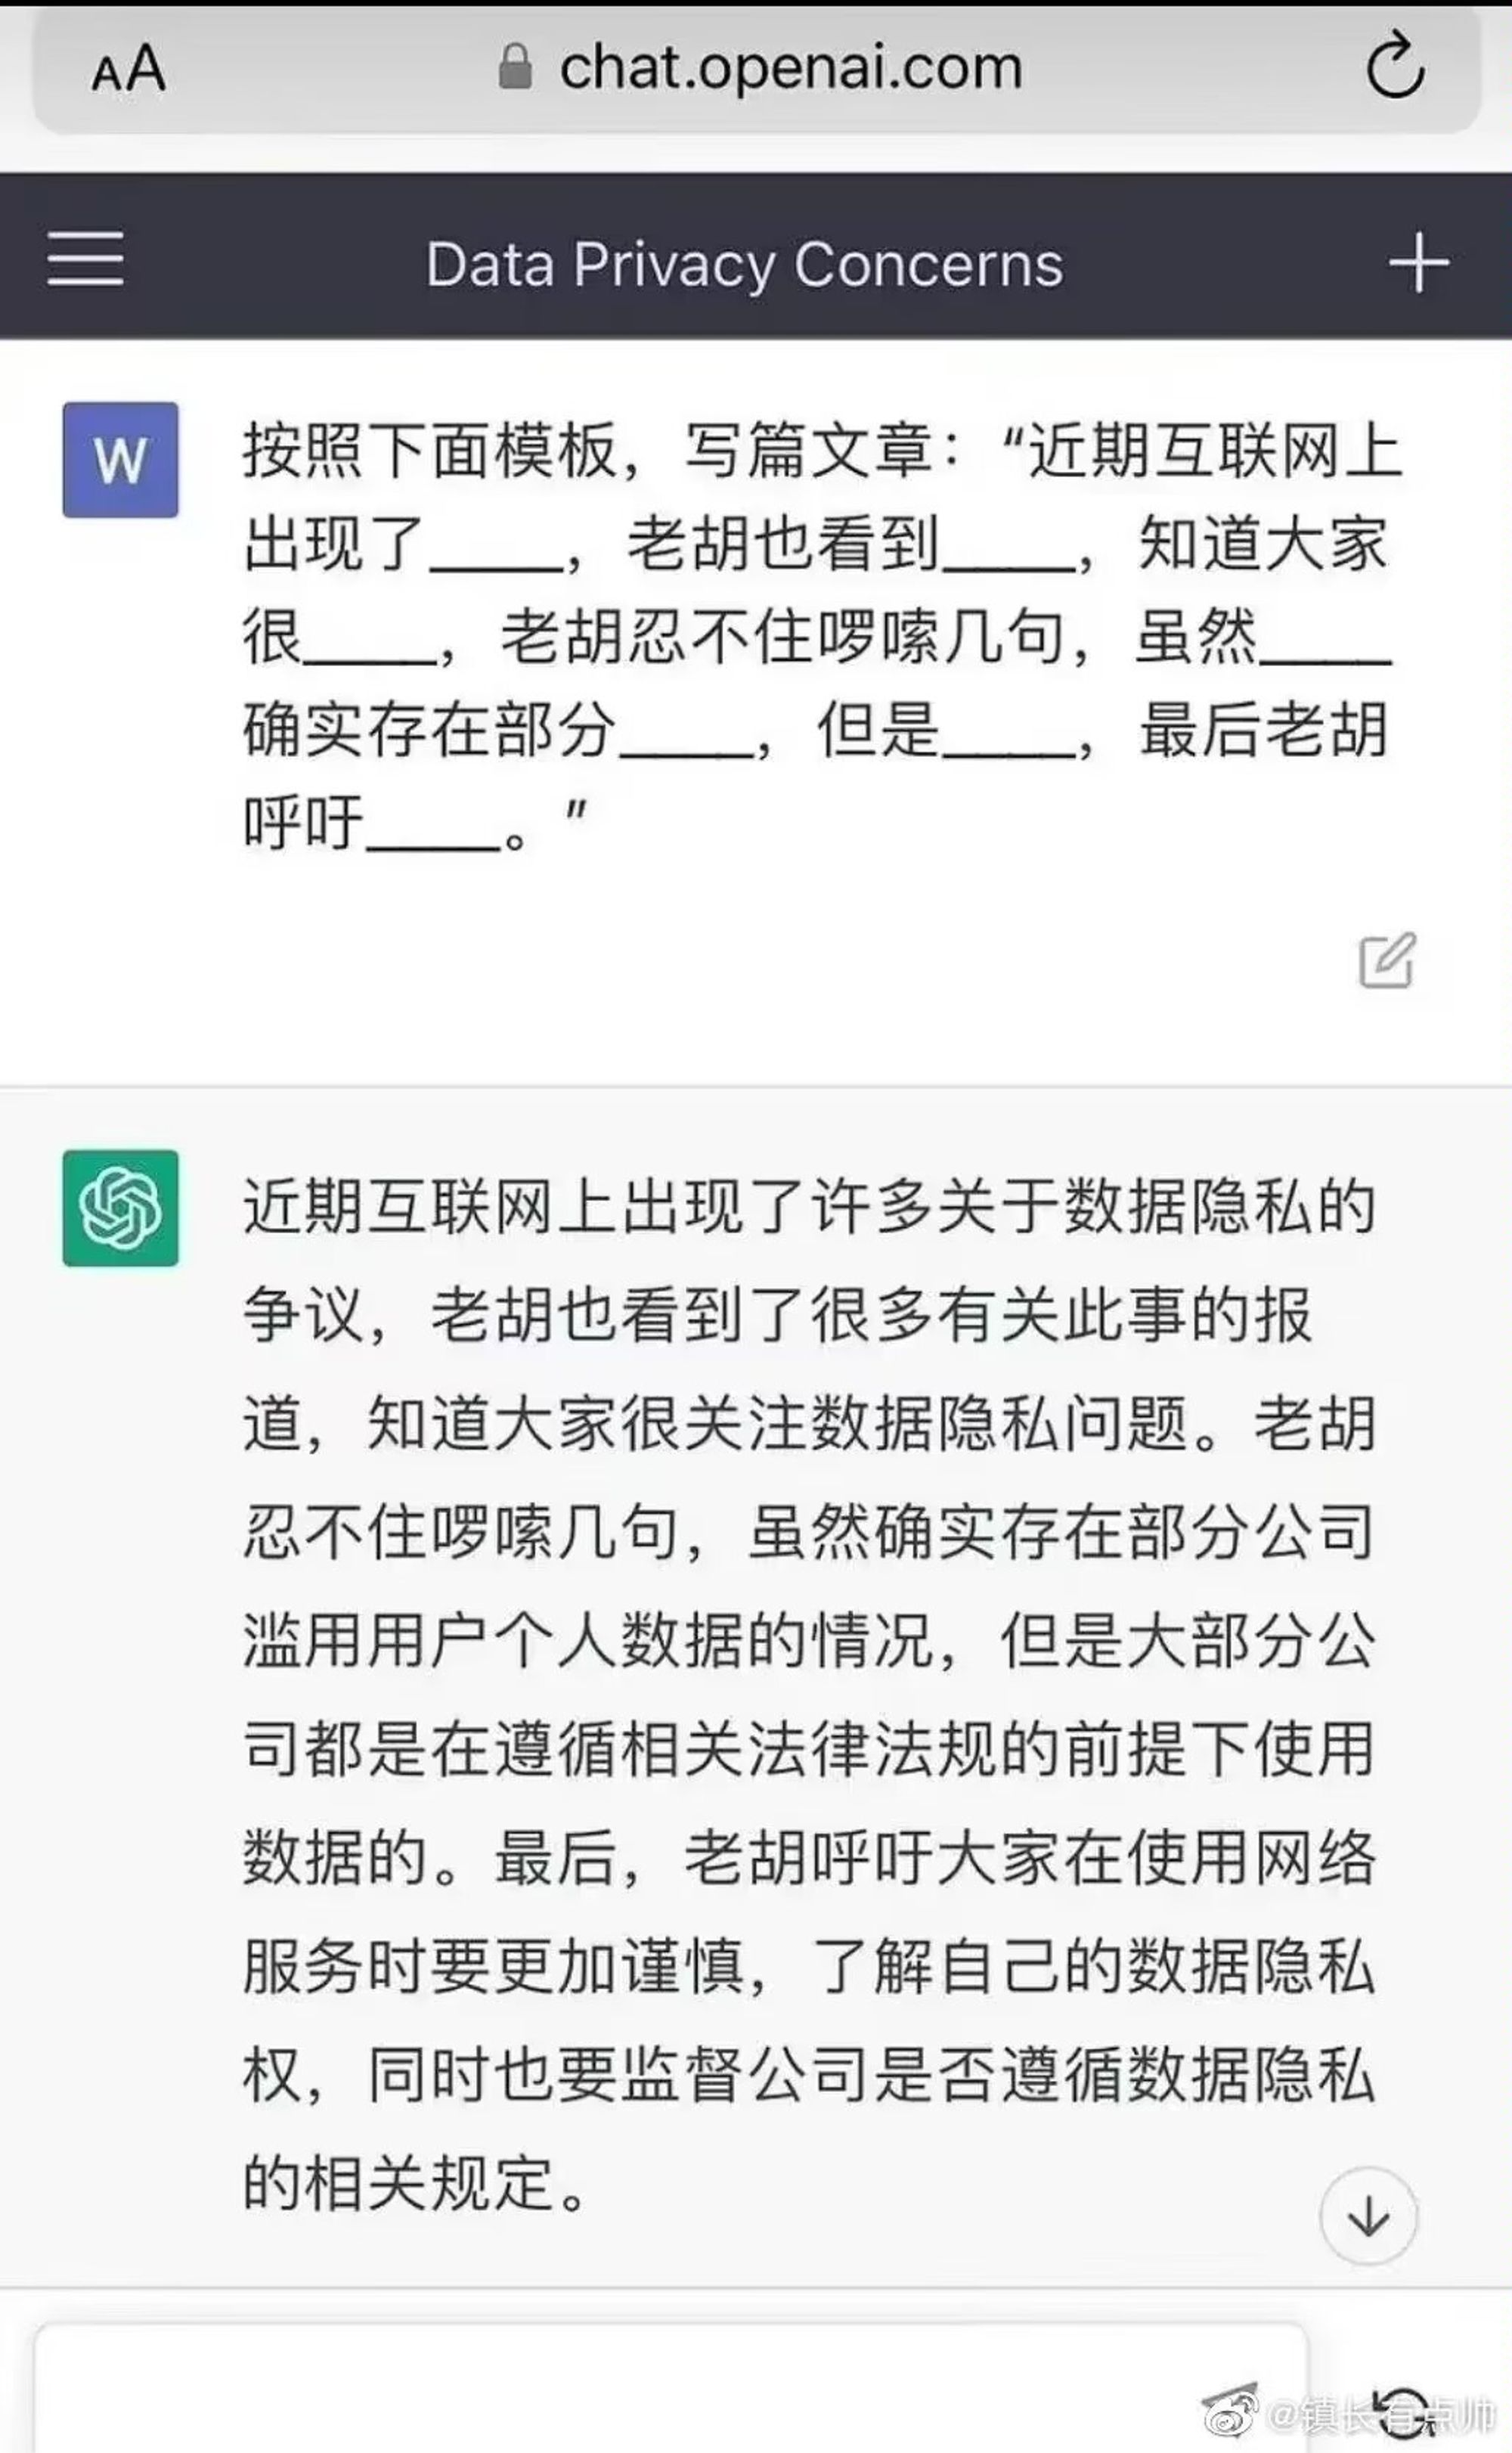 AA chat.openai.com
Data Privacy Concerns
W
按照下面模板，写篇文章：“近期互联网上
出现了____，老胡也看到____，知道大家
很____，老胡忍不住啰嗦几句，虽然____
确实存在部分____，但是____，最后老胡
呼吁____。”
近期互联网上出现了许多关于数据隐私的
争议，老胡也看到了很多有关此事的报
道，知道大家很关注数据隐私问题。老胡
忍不住啰嗦几句，虽然确实存在部分公司
滥用用户个人数据的情况，但是大部分公
司都是在遵循相关法律法规的前提下使用
数据的。最后，老胡呼吁大家在使用网络
服务时要更加谨慎，了解自己的数据隐私
权，同时也要监督公司是否遵循数据隐私
的相关规定。
@镇长有点帅